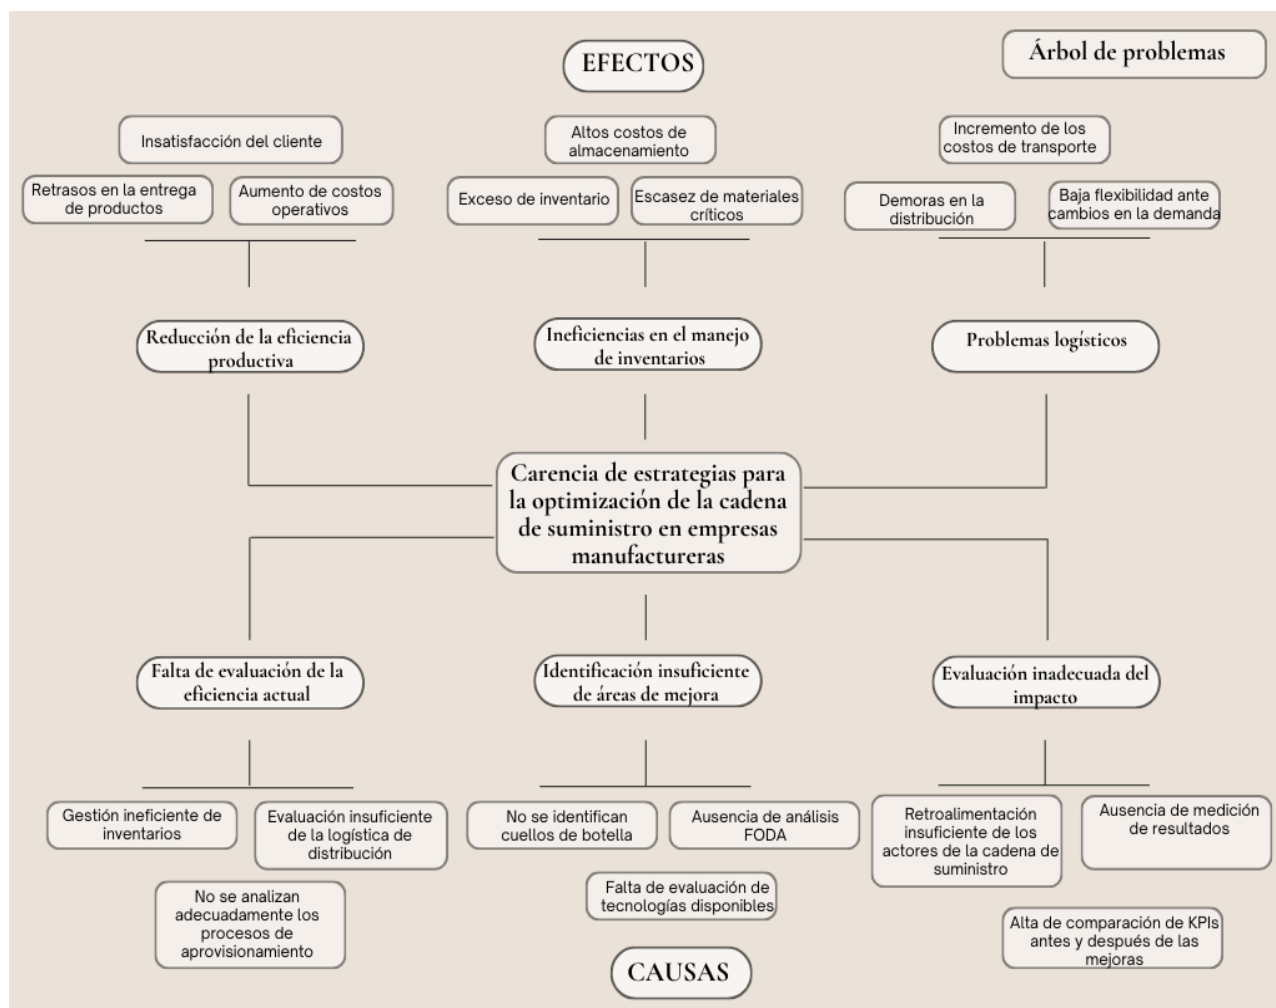 EFECTOS
Árbol de problemas
Insatisfacción del cliente
Retrasos en la entrega
de productos
Aumento de costos
operativos
Altos costos de
almacenamiento
Exceso de inventario
Escasez de materiales
críticos
Incremento de los
costos de transporte
Demoras en la
distribución
Baja flexibilidad ante
cambios en la demanda
Reducción de la eficiencia
productiva
Ineficiencias en el manejo
de inventarios
Problemas logísticos
Carencia de estrategias para
la optimización de la cadena
de suministro en empresas
manufactureras
Falta de evaluación de la
eficiencia actual
Identificación insuficiente
de áreas de mejora
Evaluación inadecuada del
impacto
Gestión ineficiente de
inventarios
Evaluación insuficiente
de la logística de
distribución
No se analizan
adecuadamente los
procesos de
aprovisionamiento
No se identifican
cuellos de botella
Ausencia de análisis
FODA
Falta de evaluación de
tecnologías disponibles
Retroalimentación
insuficiente de los
actores de la cadena de
suministro
Ausencia de medición
de resultados
Alta de comparación de KPIs
antes y después de las
mejoras
CAUSAS